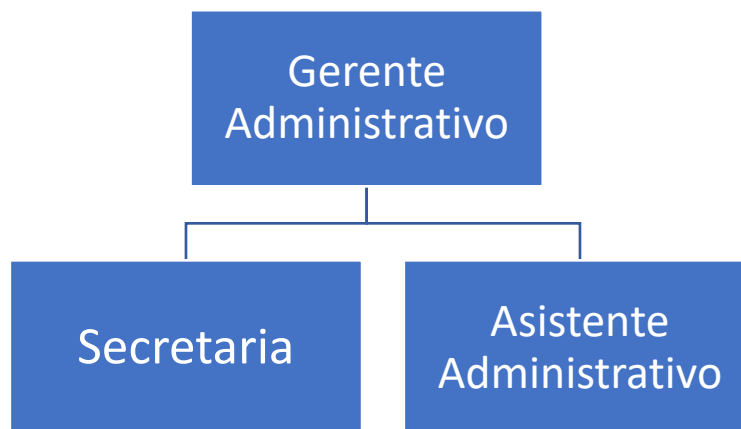 Gerente
Administrativo
Secretaria
Asistente
Administrativo